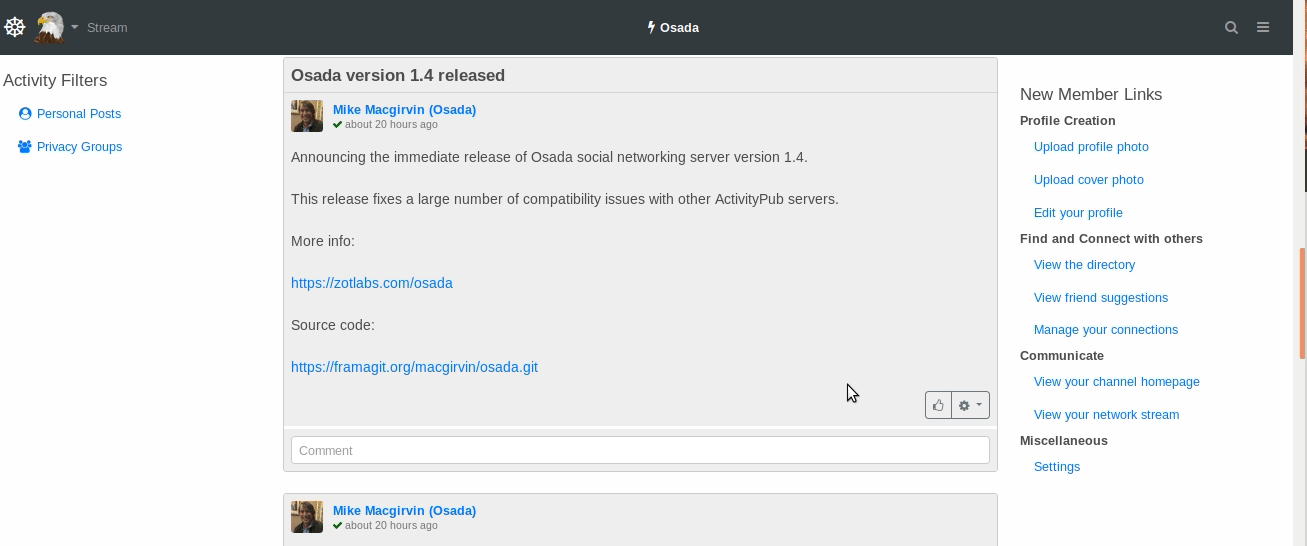 Stream
Osada
Activity Filters
Personal Posts
Privacy Groups
Osada version 1.4 released
Mike Macgirvin (Osada)
about 20 hours ago
Announcing the immediate release of Osada social networking server version 1.4.
This release fixes a large number of compatibility issues with other ActivityPub servers.
More info:
https://zotlabs.com/osada
Source code:
https://framagit.org/macgirvin/osada.git
Comment
Mike Macgirvin (Osada)
about 20 hours ago
New Member Links
Profile Creation
Upload profile photo
Upload cover photo
Edit your profile
Find and Connect with others
View the directory
View friend suggestions
Manage your connections
Communicate
View your channel homepage
View your network stream
Miscellaneous
Settings